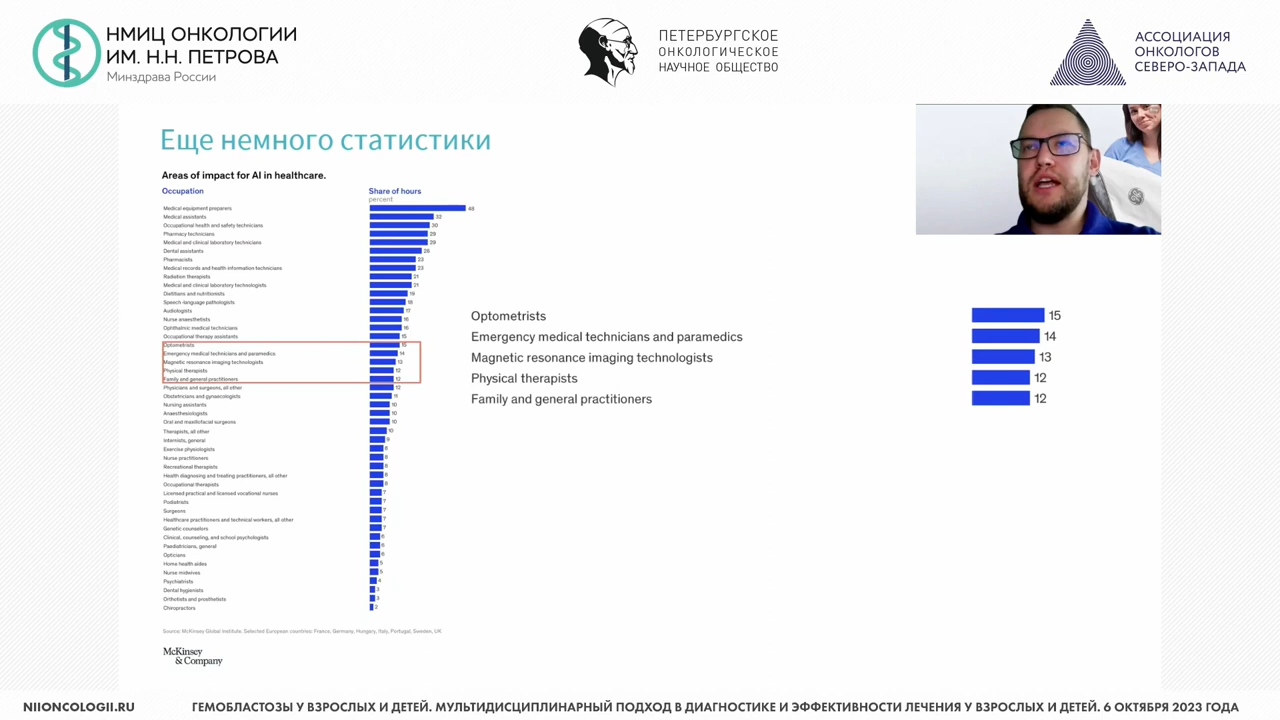 НМИЦ ОНКОЛОГИИ
ИМ. Н.Н. ПЕТРОВА
Минздрава России
ПЕТЕРБУРГСКОЕ
ОНКОЛОГИЧЕСКОЕ
НАУЧНОЕ ОБЩЕСТВО
АССОЦИАЦИЯ
ОНКОЛОГОВ
СЕВЕРО-ЗАПАДА
Еще немного статистики
Areas of impact for AI in healthcare.
Occupation Share of hours
percent
Medical equipment preparers 46
Medical assistants 32
Occupational health and safety technicians 30
Pharmacy technicians 29
Medical and clinical laboratory technicians 29
Dental assistants 26
Pharmacists 23
Medical records and health information technicians 23
Radiation therapists 21
Medical and clinical laboratory technologists 21
Dietitians and nutritionists 19
Speech-language pathologists 18
Audiologists 17
Nurse anaesthetists 16
Ophthalmic medical technicians 16
Occupational therapy assistants 15
Optometrists 15
Emergency medical technicians and paramedics 14
Magnetic resonance imaging technologists 13
Physical therapists 12
Family and general practitioners 12
Physicians and surgeons, all other 12
Obstetricians and gynaecologists 11
Nursing assistants 10
Anaesthesiologists 10
Oral and maxillofacial surgeons 10
Therapists, all other 10
Internists, general 9
Exercise physiologists 8
Nurse practitioners 8
Recreational therapists 8
Health diagnosing and treating practitioners, all other 8
Occupational therapists 8
Licensed practical and licensed vocational nurses 7
Podiatrists 7
Surgeons 7
Healthcare practitioners and technical workers, all other 7
Genetic counselors 7
Clinical, counseling, and school psychologists 6
Paediatricians, general 6
Opticians 6
Home health aides 5
Nurse midwives 5
Psychiatrists 4
Dental hygienists 3
Orthotists and prosthetists 3
Chiropractors 2
Optometrists 15
Emergency medical technicians and paramedics 14
Magnetic resonance imaging technologists 13
Physical therapists 12
Family and general practitioners 12
Source: McKinsey Global Institute. Selected European countries: France, Germany, Hungary, Italy, Portugal, Sweden, UK
McKinsey
& Company
NIIONCOLOGII.RU
ГЕМОБЛАСТОЗЫ У ВЗРОСЛЫХ И ДЕТЕЙ. МУЛЬТИДИСЦИПЛИНАРНЫЙ ПОДХОД В ДИАГНОСТИКЕ И ЭФФЕКТИВНОСТИ ЛЕЧЕНИЯ У ВЗРОСЛЫХ И ДЕТЕЙ. 6 ОКТЯБРЯ 2023 ГОДА